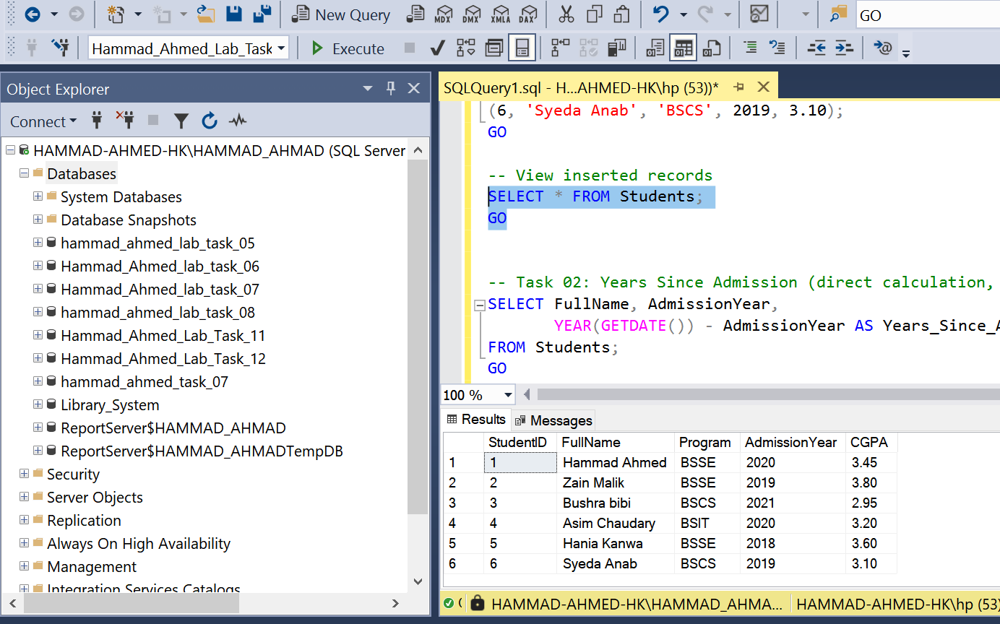 New Query
MDX
DMX
XMLA
DAX
GO
Hammad_Ahmed_Lab_Task
Execute
Object Explorer
Connect
HAMMAD-AHMED-HK\HAMMAD_AHMAD (SQL Server
Databases
System Databases
Database Snapshots
hammad_ahmed_lab_task_05
Hammad_Ahmed_lab_task_06
Hammad_Ahmed_lab_task_07
hammad_ahmed_lab_task_08
Hammad_Ahmed_Lab_Task_11
Hammad_Ahmed_Lab_Task_12
hammad_ahmed_task_07
Library_System
ReportServer$HAMMAD_AHMAD
ReportServer$HAMMAD_AHMADTempDB
Security
Server Objects
Replication
Always On High Availability
Management
Integration Services Catalogs
SQLQuery1.sql - H...AHMED-HK\hp (53))*
(6, 'Syeda Anab', 'BSCS', 2019, 3.10);
GO
-- View inserted records
SELECT * FROM Students;
GO
-- Task 02: Years Since Admission (direct calculation,
SELECT FullName, AdmissionYear,
YEAR(GETDATE()) - AdmissionYear AS Years_Since_A
FROM Students;
GO
100 %
Results Messages
StudentID FullName Program AdmissionYear CGPA
1 1 Hammad Ahmed BSSE 2020 3.45
2 2 Zain Malik BSSE 2019 3.80
3 3 Bushra bibi BSCS 2021 2.95
4 4 Asim Chaudary BSIT 2020 3.20
5 5 Hania Kanwa BSSE 2018 3.60
6 6 Syeda Anab BSCS 2019 3.10
HAMMAD-AHMED-HK\HAMMAD_AHMA... HAMMAD-AHMED-HK\hp (53)